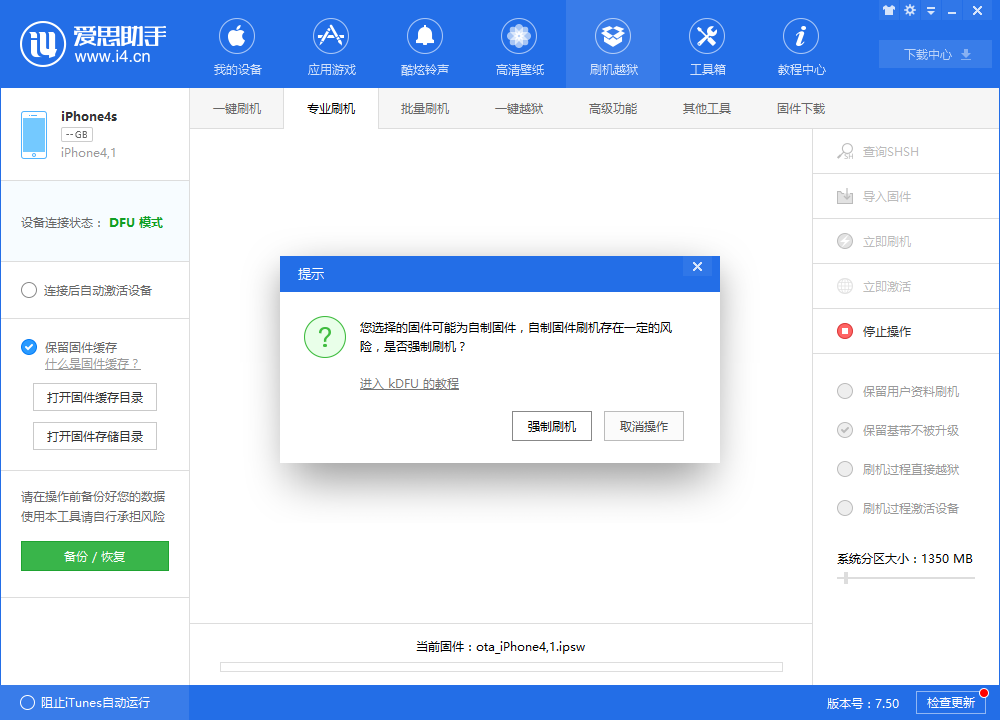 爱思助手
www.i4.cn
我的设备
应用游戏
酷炫铃声
高清壁纸
刷机越狱
工具箱
教程中心
下载中心
iPhone4s
--GB
iPhone4,1
设备连接状态： DFU 模式
连接后自动激活设备
保留固件缓存
什么是固件缓存？
打开固件缓存目录
打开固件存储目录
请在操作前备份好您的数据
使用本工具请自行承担风险
备份 / 恢复
一键刷机
专业刷机
批量刷机
一键越狱
高级功能
其他工具
固件下载
提示
您选择的固件可能为自制固件，自制固件刷机存在一定的风
险，是否强制刷机？
进入 kDFU 的教程
强制刷机
取消操作
当前固件：ota_iPhone4,1.ipsw
查询SHSH
导入固件
立即刷机
立即激活
停止操作
保留用户资料刷机
保留基带不被升级
刷机过程直接越狱
刷机过程激活设备
系统分区大小：1350 MB
阻止iTunes自动运行
版本号：7.50
检查更新